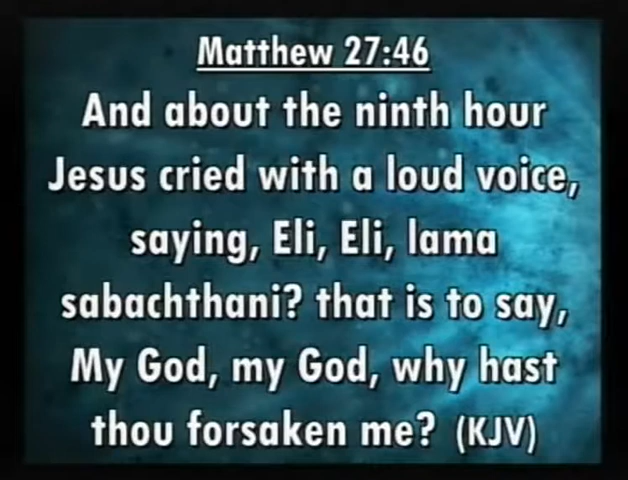 Matthew 27:46
And about the ninth hour
Jesus cried with a loud voice,
saying, Eli, Eli, lama
sabachthani? that is to say,
My God, my God, why hast
thou forsaken me? (KJV)